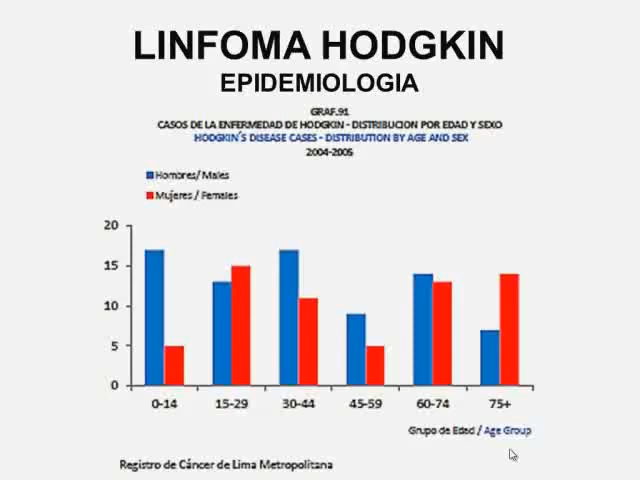 LINFOMA HODGKIN
EPIDEMIOLOGIA
GRAF.91
CASOS DE LA ENFERMEDAD DE HODGKIN - DISTRIBUCION POR EDAD Y SEXO
HODGKIN´S DISEASE CASES - DISTRIBUTION BY AGE AND SEX
2004-2005
Hombres/ Males
Mujeres / Females
20
15
10
5
0
0-14 15-29 30-44 45-59 60-74 75+
Grupo de Edad / Age Group
Registro de Cáncer de Lima Metropolitana